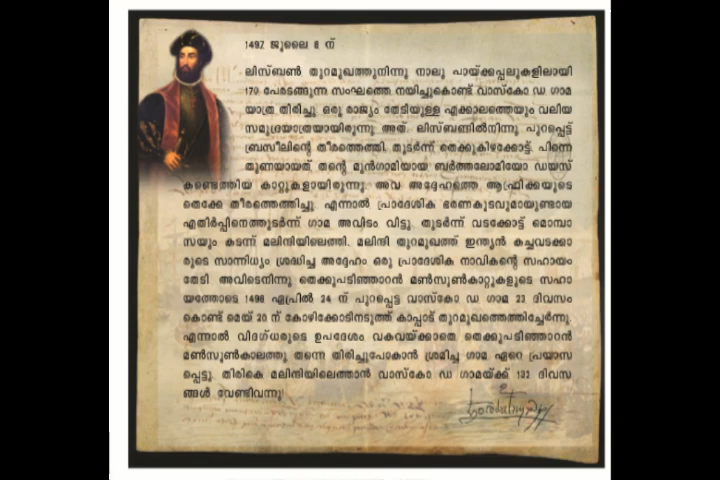 1497 ജൂലൈ 8 ന്
ലിസ്ബൺ തുറമുഖത്തുനിന്നു നാലു പായ്ക്കപ്പലുകളിലായി
170 പേരടങ്ങുന്ന സംഘത്തെ നയിച്ചുകൊണ്ട് വാസ്കോ ഡ ഗാമ
യാത്ര തിരിച്ചു. ഒരു രാജ്യം തേടിയുള്ള എക്കാലത്തെയും വലിയ
സമുദ്രയാത്രയായിരുന്നു അത്. ലിസ്ബണിൽനിന്നു പുറപ്പെട്ട്
ബ്രസീലിന്റെ തീരത്തെത്തി. തുടർന്ന് തെക്കുകിഴക്കോട്ട്. പിന്നെ
തുണയായത് തന്റെ മുൻഗാമിയായ ബർത്തലോമിയോ ഡയസ്
കണ്ടെത്തിയ കാറ്റുകളായിരുന്നു. അവ അദ്ദേഹത്തെ ആഫ്രിക്കയുടെ
തെക്കേ തീരത്തെത്തിച്ചു. എന്നാൽ പ്രാദേശിക ഭരണകൂടവുമായുണ്ടായ
എതിർപ്പിനെത്തുടർന്ന് ഗാമ അവിടം വിട്ടു. തുടർന്ന് വടക്കോട്ട് മൊമ്പാ
സയും കടന്ന് മലിന്ദിയിലെത്തി. മലിന്ദി തുറമുഖത്ത് ഇന്ത്യൻ കച്ചവടക്കാ
രുടെ സാന്നിധ്യം ശ്രദ്ധിച്ച അദ്ദേഹം ഒരു പ്രാദേശിക നാവികന്റെ സഹായം
തേടി. അവിടെനിന്നു തെക്കുപടിഞ്ഞാറൻ മൺസൂൺകാറ്റുകളുടെ സഹാ
യത്തോടെ 1498 ഏപ്രിൽ 24 ന് പുറപ്പെട്ട വാസ്കോ ഡ ഗാമ 23 ദിവസം
കൊണ്ട് മെയ് 20 ന് കോഴിക്കോടിനടുത്ത് കാപ്പാട് തുറമുഖത്തെത്തിച്ചേർന്നു.
എന്നാൽ വിദഗ്ധരുടെ ഉപദേശം വകവയ്ക്കാതെ തെക്കുപടിഞ്ഞാറൻ
മൺസൂൺകാലത്തു തന്നെ തിരിച്ചുപോകാൻ ശ്രമിച്ച ഗാമ ഏറെ പ്രയാസ
പ്പെട്ടു. തിരികെ മലിന്ദിയിലെത്താൻ വാസ്കോ ഡ ഗാമയ്ക്ക് 132 ദിവസ
ങ്ങൾ വേണ്ടിവന്നു!